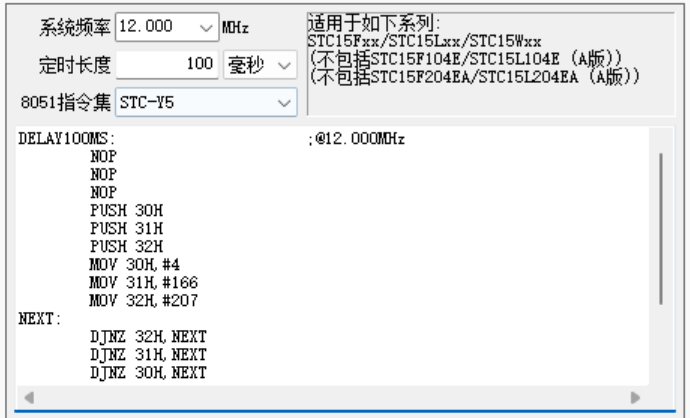 系统频率 12.000 MHz
定时长度 100 毫秒
8051指令集 STC-Y5
适用于如下系列:
STC15Fxx/STC15Lxx/STC15Wxx
(不包括STC15F104E/STC15L104E (A版))
(不包括STC15F204EA/STC15L204EA (A版))
DELAY100MS: ;@12.000MHz
NOP
NOP
NOP
PUSH 30H
PUSH 31H
PUSH 32H
MOV 30H,#4
MOV 31H,#166
MOV 32H,#207
NEXT:
DJNZ 32H,NEXT
DJNZ 31H,NEXT
DJNZ 30H,NEXT